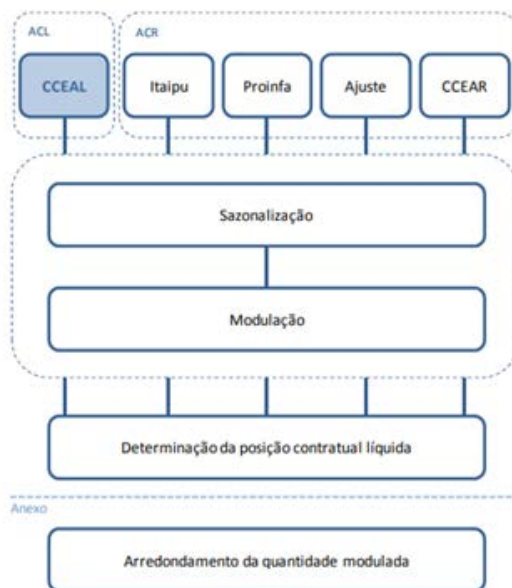 ACL
ACR
CCEAL
Itaipu
Proinfa
Ajuste
CCEAR
Sazonalização
Modulação
Determinação da posição contratual líquida
Anexo
Arredondamento da quantidade modulada